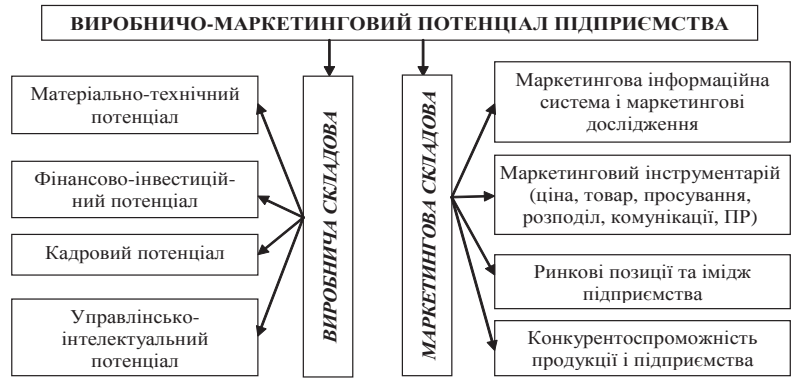 ВИРОБНИЧО-МАРКЕТИНГОВИЙ ПОТЕНЦІАЛ ПІДПРИЄМСТВА
Матеріально-технічний
потенціал
Фінансово-інвестицій-
ний потенціал
Кадровий потенціал
Управлінсько-
інтелектуальний
потенціал
ВИРОБНИЧА СКЛАДОВА
МАРКЕТИНГОВА СКЛАДОВА
Маркетингова інформаційна
система і маркетингові
дослідження
Маркетинговий інструментарій
(ціна, товар, просування,
розподіл, комунікації, ПР)
Ринкові позиції та імідж
підприємства
Конкурентоспроможність
продукції і підприємства